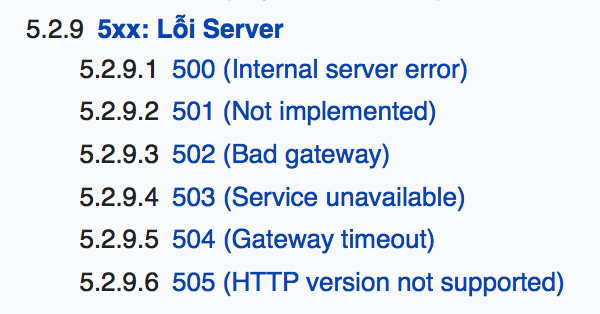 5.2.9 5xx: Lỗi Server
5.2.9.1 500 (Internal server error)
5.2.9.2 501 (Not implemented)
5.2.9.3 502 (Bad gateway)
5.2.9.4 503 (Service unavailable)
5.2.9.5 504 (Gateway timeout)
5.2.9.6 505 (HTTP version not supported)